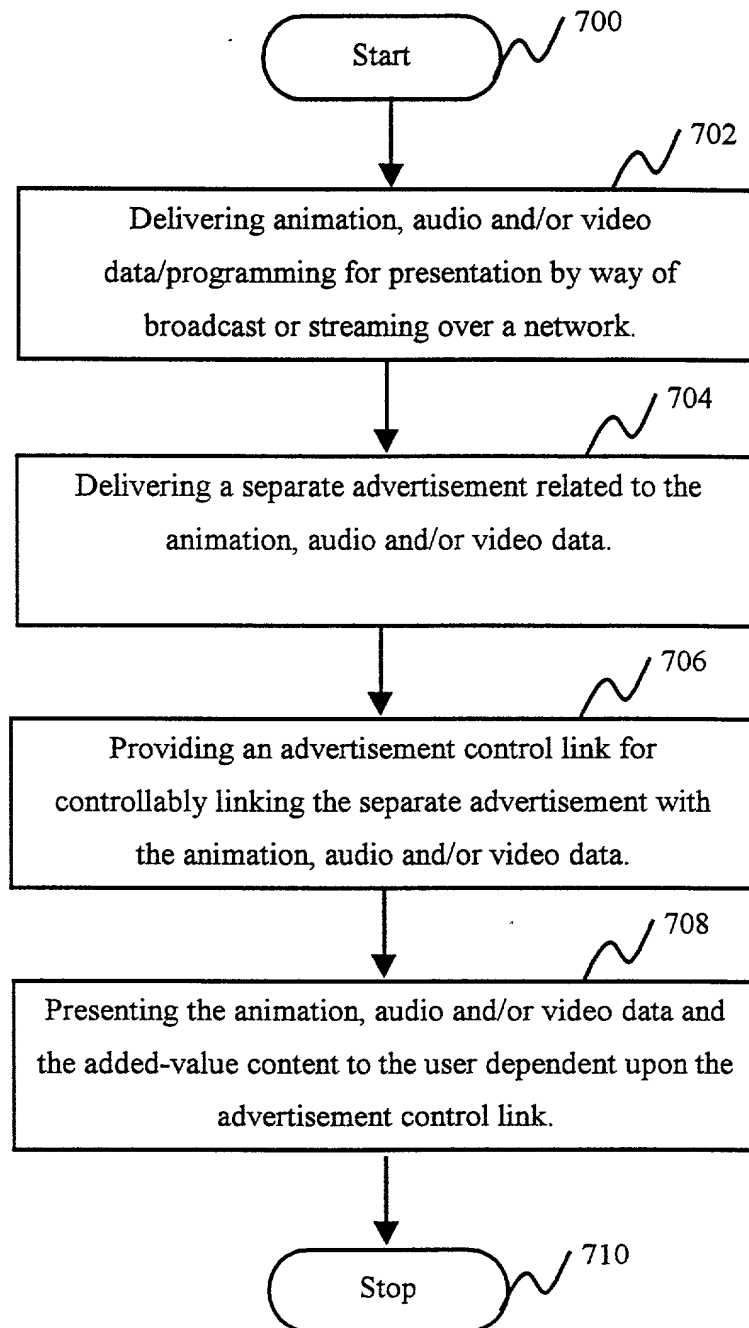 700
Start
702
Delivering animation, audio and/or video
data/programming for presentation by way of
broadcast or streaming over a network.
704
Delivering a separate advertisement related to the
animation, audio and/or video data.
706
Providing an advertisement control link for
controllably linking the separate advertisement with
the animation, audio and/or video data.
708
Presenting the animation, audio and/or video data and
the added-value content to the user dependent upon the
advertisement control link.
710
Stop